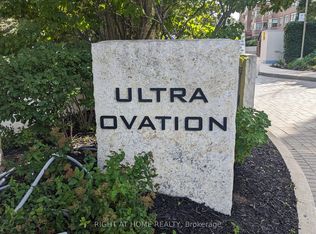 ULTRA
OVATION
RIGHT AT HOME REALTY, Brokerage